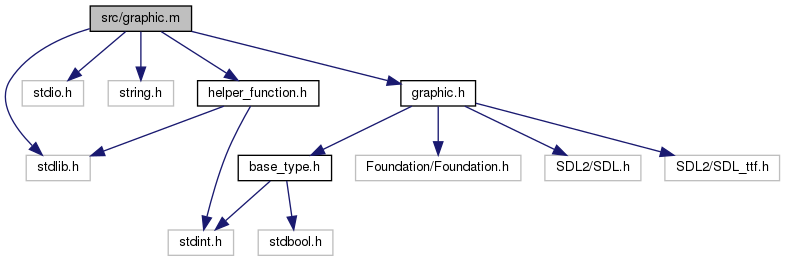 src/graphic.m
stdio.h
string.h
helper_function.h
graphic.h
stdlib.h
base_type.h
Foundation/Foundation.h
SDL2/SDL.h
SDL2/SDL_ttf.h
stdint.h
stdbool.h